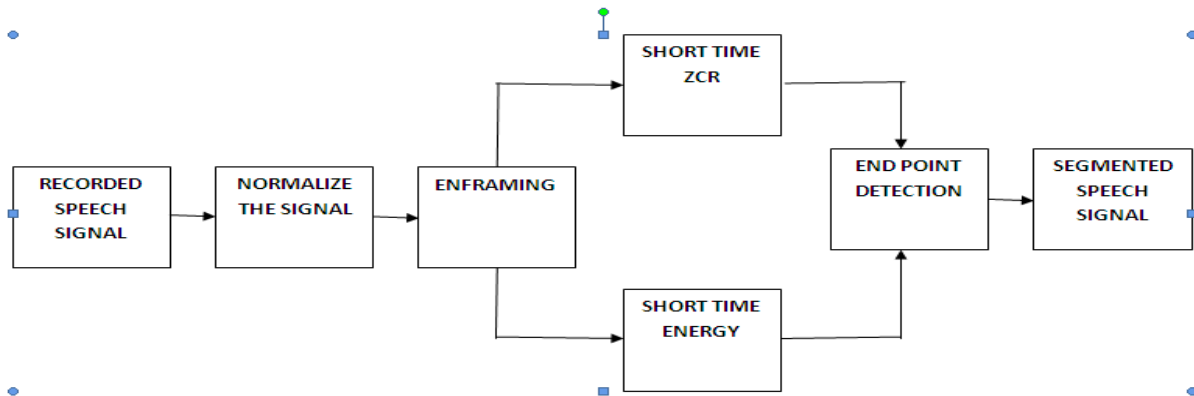 RECORDED
SPEECH
SIGNAL
NORMALIZE
THE SIGNAL
ENFRAMING
SHORT TIME
ZCR
SHORT TIME
ENERGY
END POINT
DETECTION
SEGMENTED
SPEECH
SIGNAL